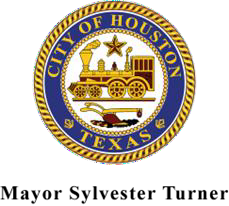 CITY OF HOUSTON
TEXAS
Mayor Sylvester Turner